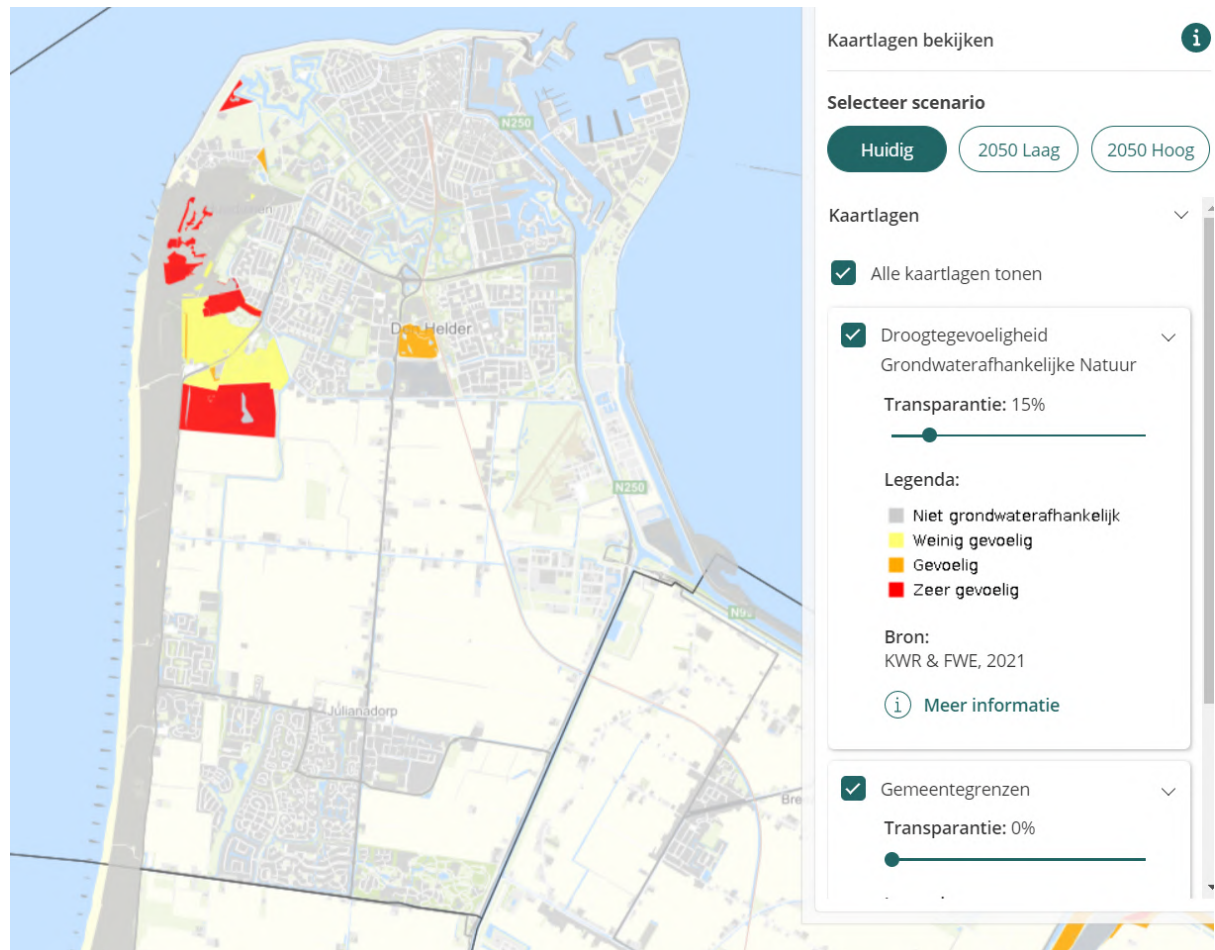 Kaartlagen bekijken
Selecteer scenario
Huidig
2050 Laag
2050 Hoog
Kaartlagen
Alle kaartlagen tonen
Droogtegevoeligheid
Grondwaterafhankelijke Natuur
Transparantie: 15%
Legenda:
Niet grondwaterafhankelijk
Weinig gevoelig
Gevoelig
Zeer gevoelig
Bron:
KWR & FWE, 2021
Meer informatie
Gemeentegrenzen
Transparantie: 0%
N250
Den Helder
N250
Julianadorp
Bre